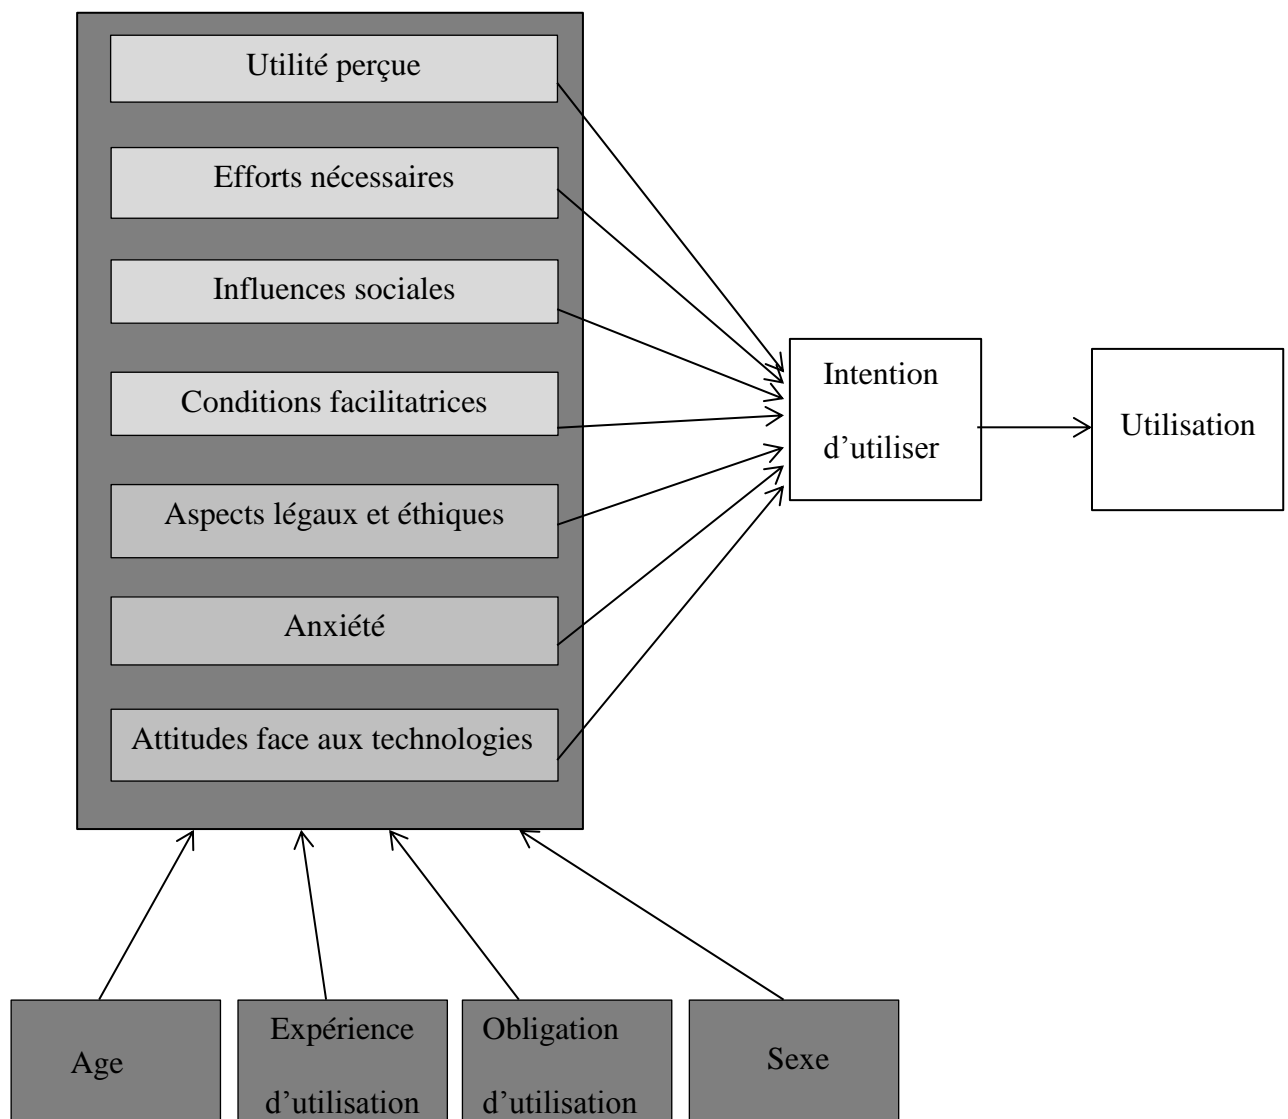 Utilité perçue
Efforts nécessaires
Influences sociales
Conditions facilitatrices
Aspects légaux et éthiques
Anxiété
Attitudes face aux technologies
Intention
d’utiliser
Utilisation
Age
Expérience
d’utilisation
Obligation
d’utilisation
Sexe